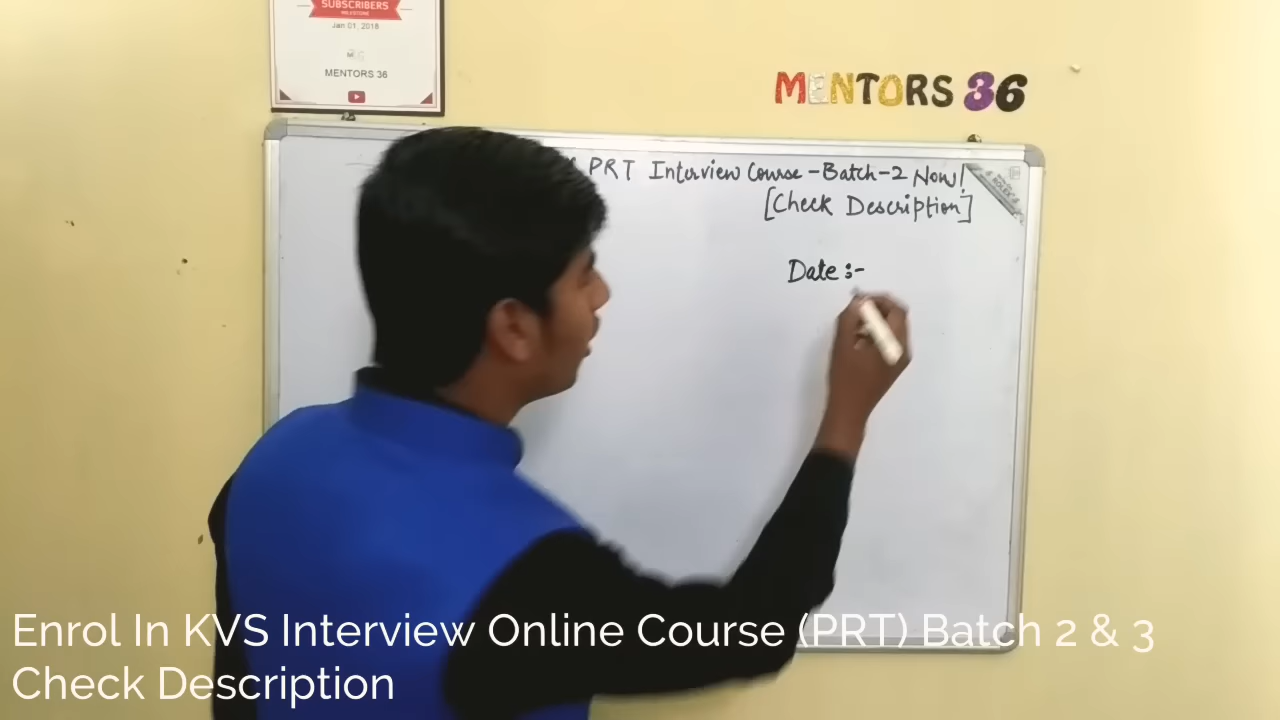 SUBSCRIBERS
MILESTONE
Jan 01, 2018
MENTORS 36
MENTORS 36
PRT Interview Course - Batch - 2 Now!
[Check Description]
Date :-
Enrol In KVS Interview Online Course (PRT) Batch 2 & 3
Check Description